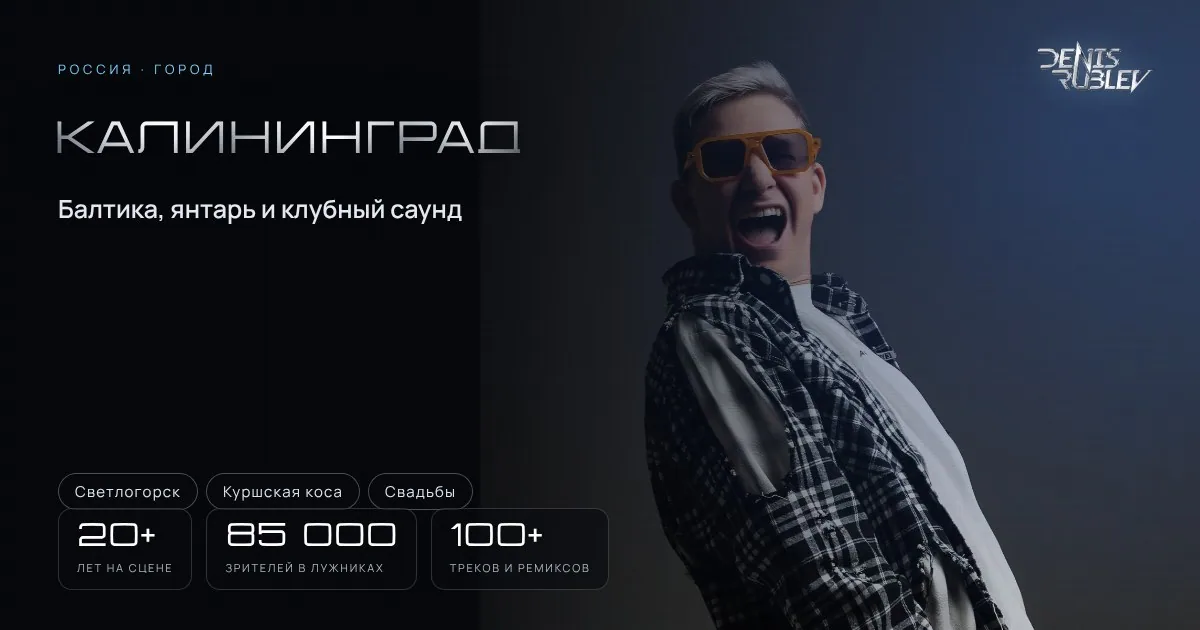 РОССИЯ · ГОРОД
DENIS
RUBLEV
КАЛИНИНГРАД
Балтика, янтарь и клубный саунд
Светлогорск
Куршская коса
Свадьбы
20+
85 000
100+
ЛЕТ НА СЦЕНЕ
ЗРИТЕЛЕЙ В ЛУЖНИКАХ
ТРЕКОВ И РЕМИКСОВ